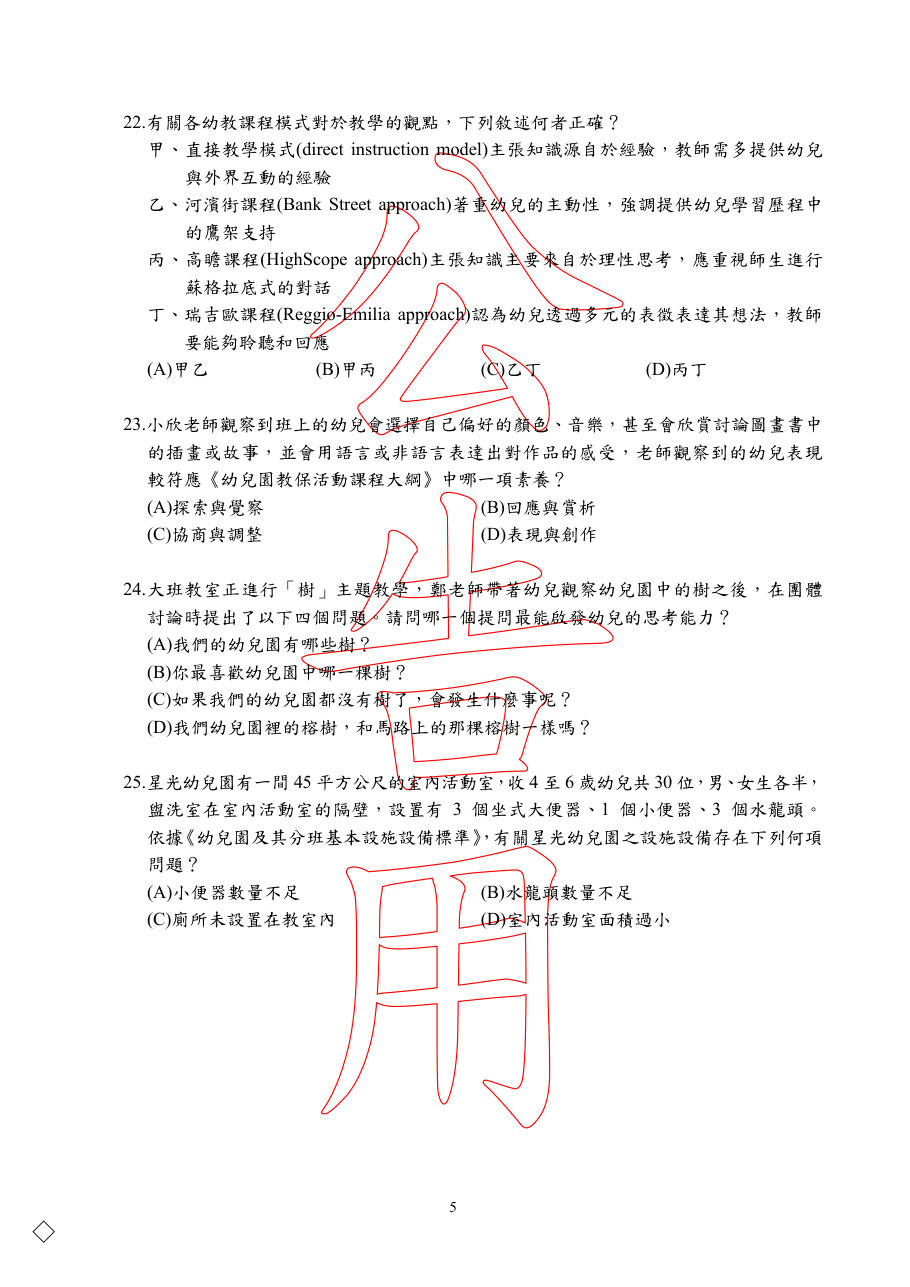 22.有關各幼教課程模式對於教學的觀點，下列敘述何者正確？
甲、直接教學模式(direct instruction model)主張知識源自於經驗，教師需多提供幼兒
與外界互動的經驗
乙、河濱街課程(Bank Street approach)著重幼兒的主動性，強調提供幼兒學習歷程中
的鷹架支持
丙、高瞻課程(HighScope approach)主張知識主要來自於理性思考，應重視師生進行
蘇格拉底式的對話
丁、瑞吉歐課程(Reggio-Emilia approach)認為幼兒透過多元的表徵表達其想法，教師
要能夠聆聽和回應
(A)甲乙 (B)甲丙 (C)乙丁 (D)丙丁
23.小欣老師觀察到班上的幼兒會選擇自己偏好的顏色、音樂，甚至會欣賞討論圖畫書中
的插畫或故事，並會用語言或非語言表達出對作品的感受，老師觀察到的幼兒表現
較符應《幼兒園教保活動課程大綱》中哪一項素養？
(A)探索與覺察 (B)回應與賞析
(C)協商與調整 (D)表現與創作
24.大班教室正進行「樹」主題教學，鄭老師帶著幼兒觀察幼兒園中的樹之後，在團體
討論時提出了以下四個問題。請問哪一個提問最能啟發幼兒的思考能力？
(A)我們的幼兒園有哪些樹？
(B)你最喜歡幼兒園中哪一棵樹？
(C)如果我們的幼兒園都沒有樹了，會發生什麼事呢？
(D)我們幼兒園裡的榕樹，和馬路上的那棵榕樹一樣嗎？
25.星光幼兒園有一間 45 平方公尺的室內活動室，收 4 至 6 歲幼兒共 30 位，男、女生各半，
盥洗室在室內活動室的隔壁，設置有 3 個坐式大便器、1 個小便器、3 個水龍頭。
依據《幼兒園及其分班基本設施設備標準》，有關星光幼兒園之設施設備存在下列何項
問題？
(A)小便器數量不足 (B)水龍頭數量不足
(C)廁所未設置在教室內 (D)室內活動室面積過小
公告用
5